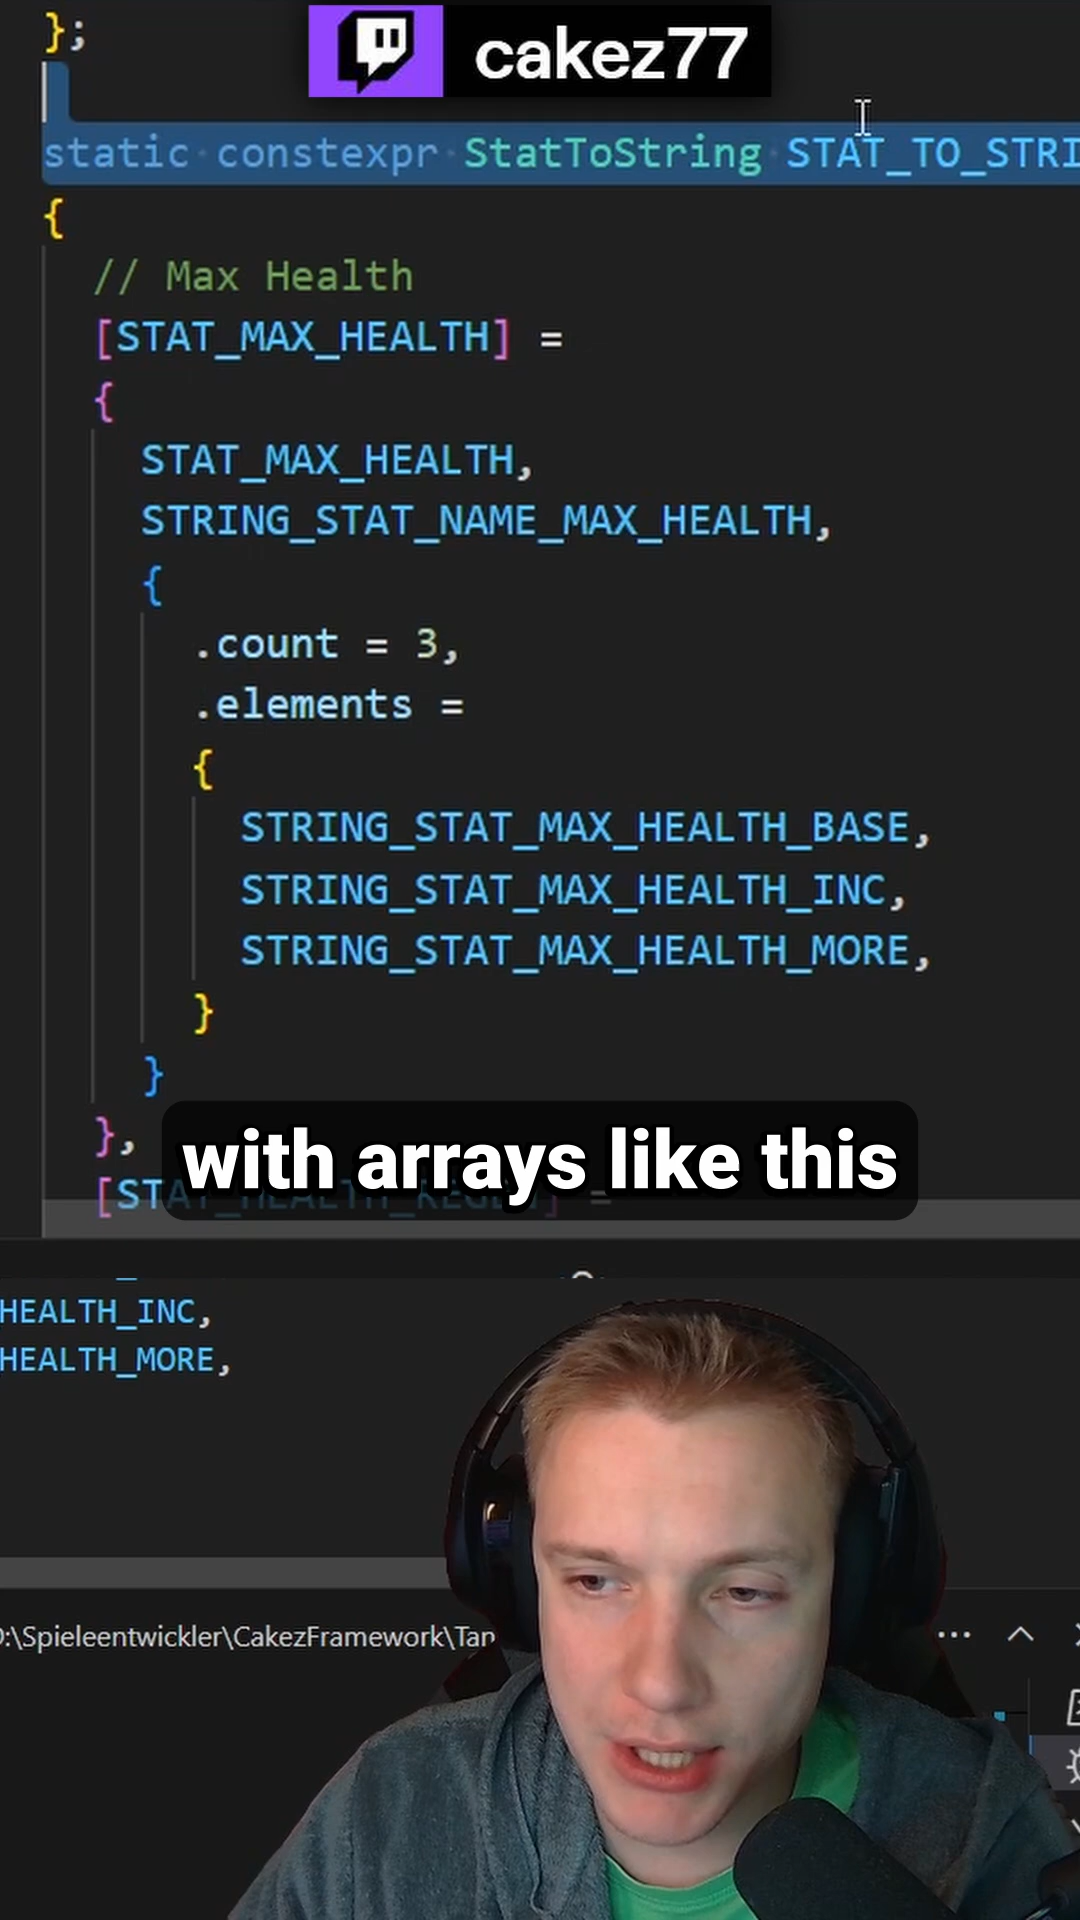 };
cakez77
static constexpr StatToString STAT_TO_STRI
{
// Max Health
[STAT_MAX_HEALTH] =
{
STAT_MAX_HEALTH,
STRING_STAT_NAME_MAX_HEALTH,
{
.count = 3,
.elements =
{
STRING_STAT_MAX_HEALTH_BASE,
STRING_STAT_MAX_HEALTH_INC,
STRING_STAT_MAX_HEALTH_MORE,
}
}
},
with arrays like this
[STAT_HEALTH_REGEN] =
HEALTH_INC,
HEALTH_MORE,
D:\Spieleentwickler\CakezFramework\Tan